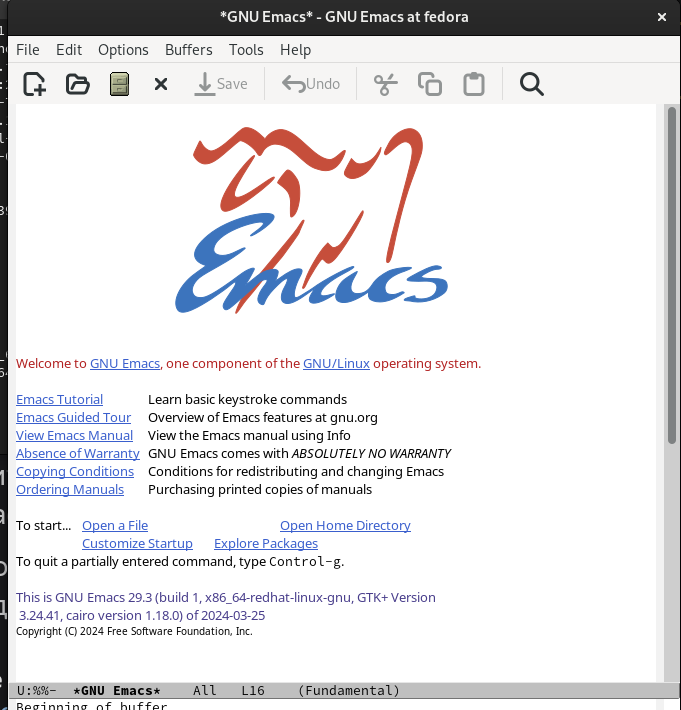 *GNU Emacs* - GNU Emacs at fedora
File Edit Options Buffers Tools Help
Save Undo
Emacs
Welcome to GNU Emacs, one component of the GNU/Linux operating system.
Emacs Tutorial Learn basic keystroke commands
Emacs Guided Tour Overview of Emacs features at gnu.org
View Emacs Manual View the Emacs manual using Info
Absence of Warranty GNU Emacs comes with ABSOLUTELY NO WARRANTY
Copying Conditions Conditions for redistributing and changing Emacs
Ordering Manuals Purchasing printed copies of manuals
To start... Open a File Open Home Directory
Customize Startup Explore Packages
To quit a partially entered command, type Control-g.
This is GNU Emacs 29.3 (build 1, x86_64-redhat-linux-gnu, GTK+ Version
3.24.41, cairo version 1.18.0) of 2024-03-25
Copyright (C) 2024 Free Software Foundation, Inc.
U:%%- *GNU Emacs* All L16 (Fundamental)
Beginning of buffer